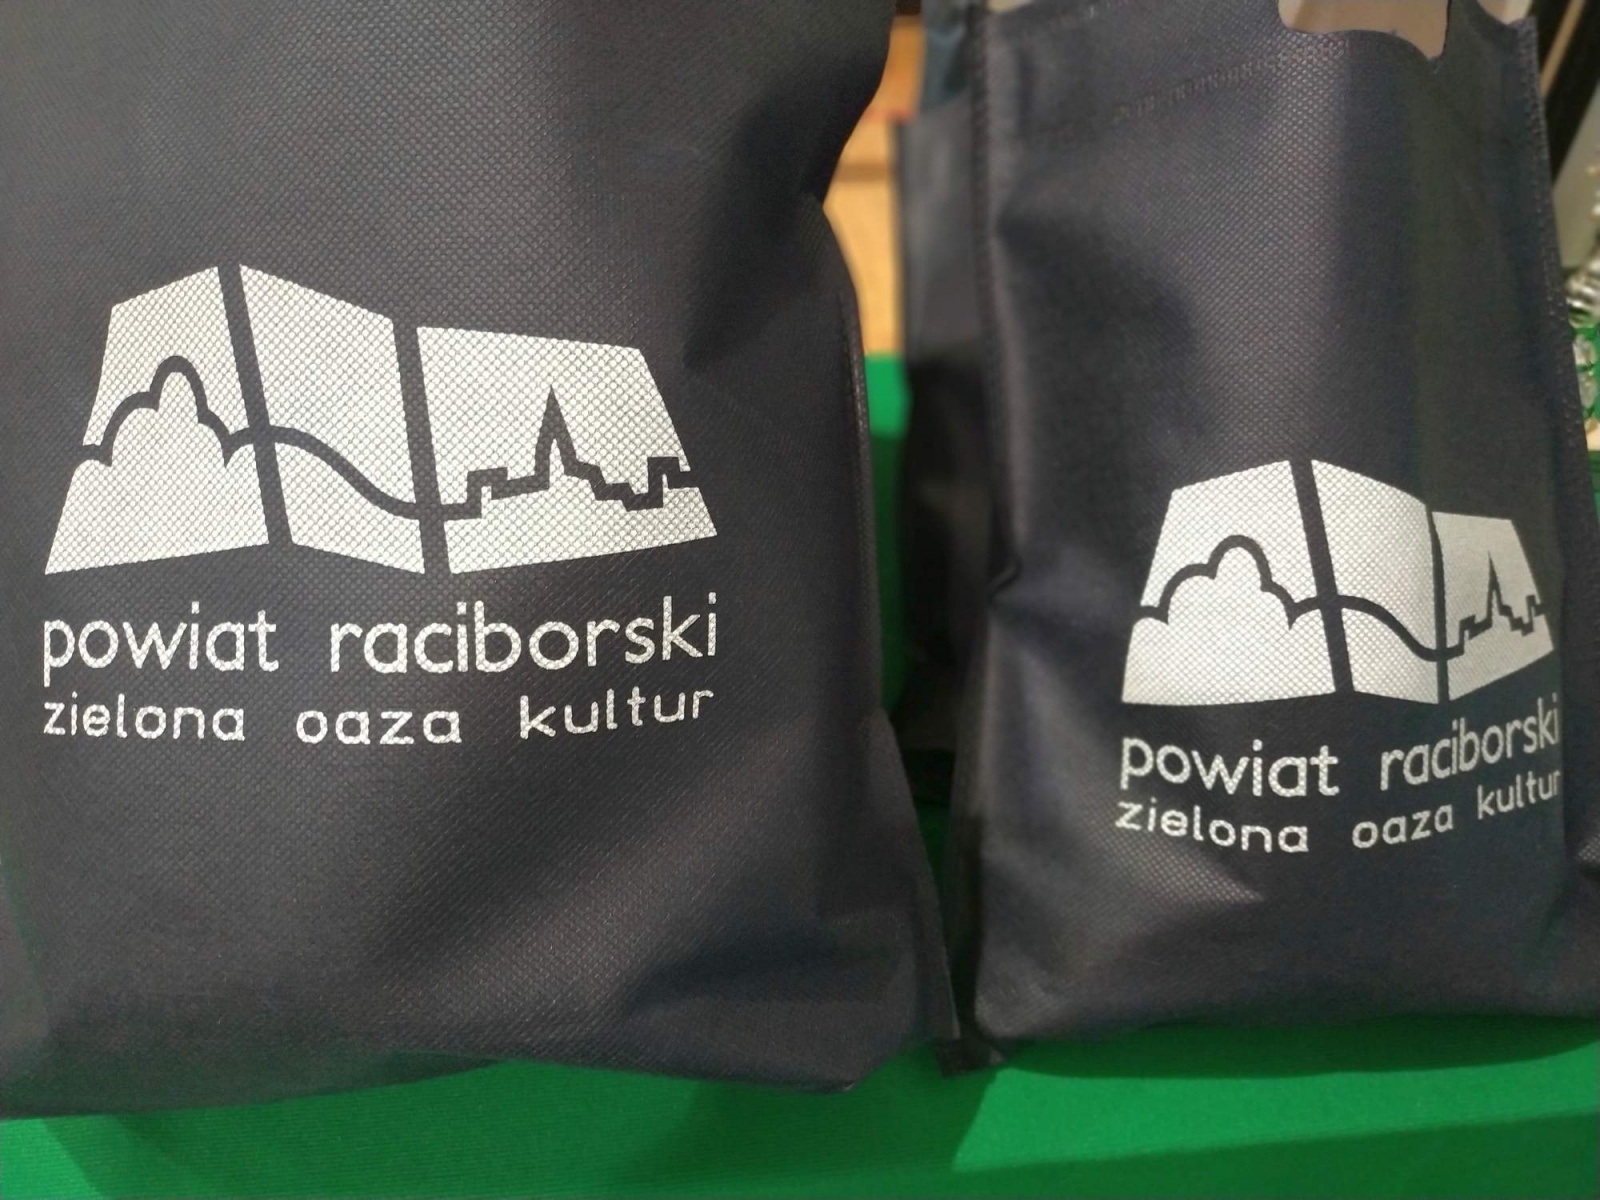 powiat raciborski
zielona oaza kultur
powiat raciborski
zielona oaza kultur